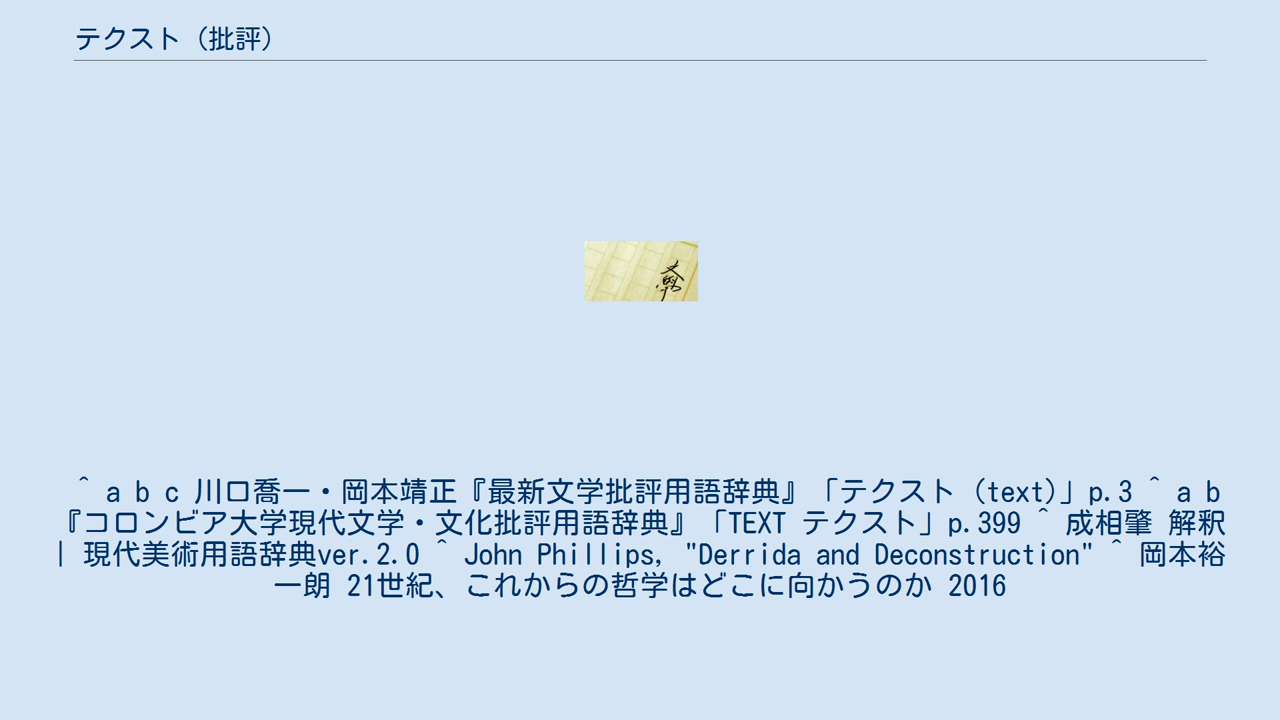 テクスト（批評）
文學
^ a b c 川口喬一・岡本靖正『最新文学批評用語辞典』「テクスト (text)」p.3 ^ a b
『コロンビア大学現代文学・文化批評用語辞典』「TEXT テクスト」p.399 ^ 成相肇 解釈
| 現代美術用語辞典ver.2.0 ^ John Phillips, "Derrida and Deconstruction" ^ 岡本裕
一朗 21世紀、これからの哲学はどこに向かうのか 2016